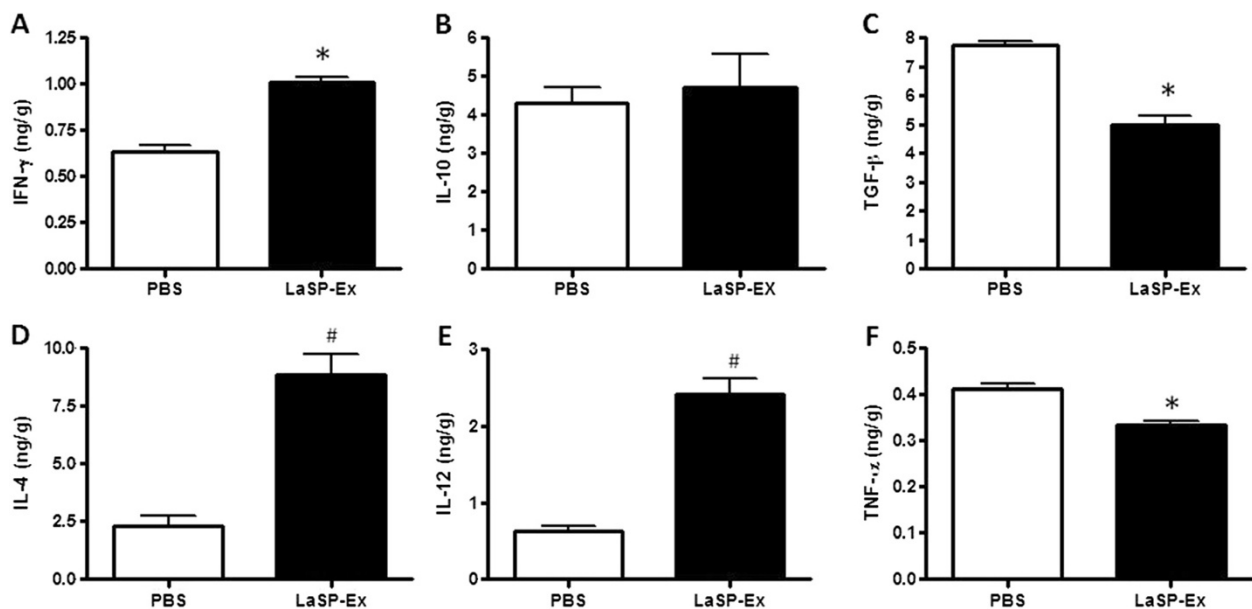 A
IFN-γ (ng/g)
1.25
1.00
0.75
0.50
0.25
0.00
*
PBS
LaSP-Ex
B
IL-10 (ng/g)
6
5
4
3
2
1
0
PBS
LaSP-EX
C
TGF-β (ng/g)
8
7
6
5
4
3
2
1
0
*
PBS
LaSP-Ex
D
IL-4 (ng/g)
10.0
7.5
5.0
2.5
0.0
#
PBS
LaSP-Ex
E
IL-12 (ng/g)
3
2
1
0
#
PBS
LaSP-Ex
F
TNF-α (ng/g)
0.5
0.4
0.3
0.2
0.1
0.0
*
PBS
LaSP-Ex